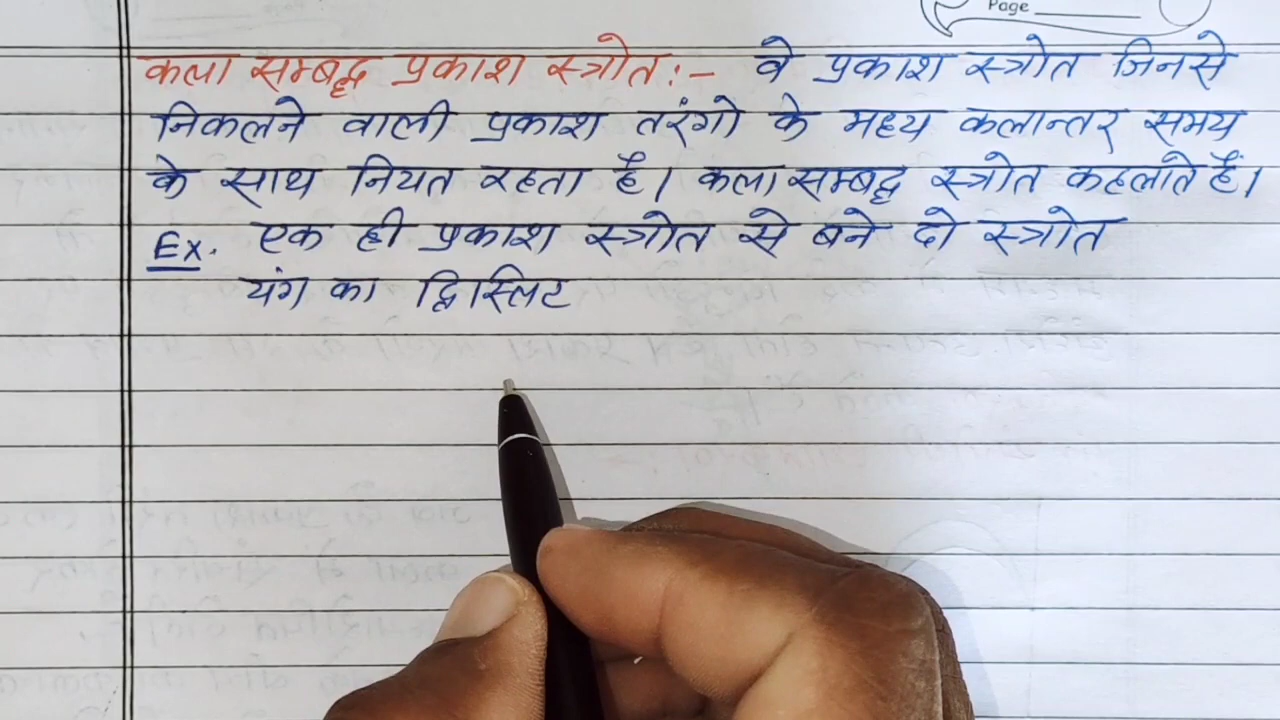 Page
कला सम्बद्ध प्रकाश स्त्रोत :- वे प्रकाश स्त्रोत जिनसे
निकलने वाली प्रकाश तरंगो के मध्य कलान्तर समय
के साथ नियत रहता है। कला सम्बद्ध स्त्रोत कहलाते हैं।
Ex. एक ही प्रकाश स्त्रोत से बने दो स्त्रोत
यंग का द्विस्लिट